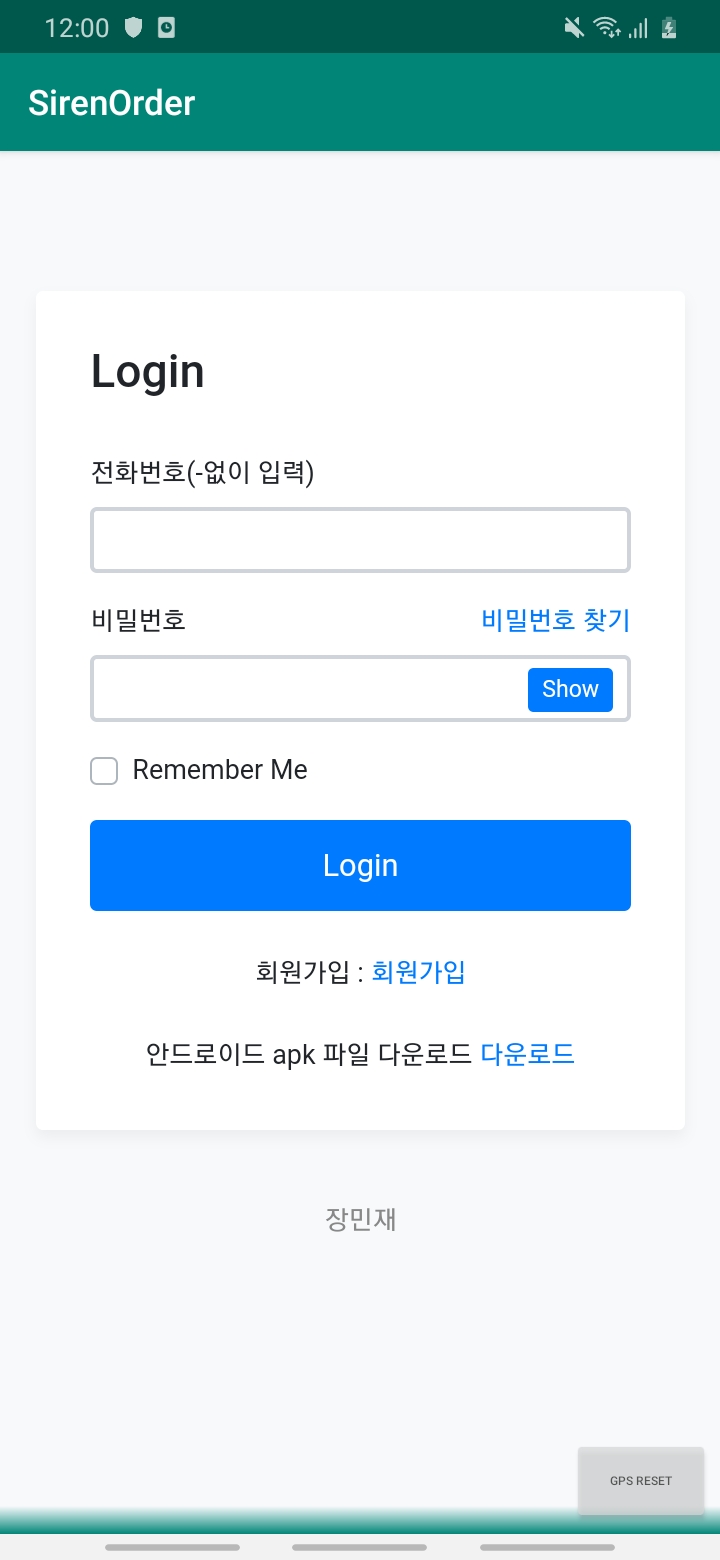 12:00
SirenOrder
Login
전화번호(-없이 입력)
비밀번호 비밀번호 찾기
Show
Remember Me
Login
회원가입 : 회원가입
안드로이드 apk 파일 다운로드 다운로드
장민재
GPS RESET